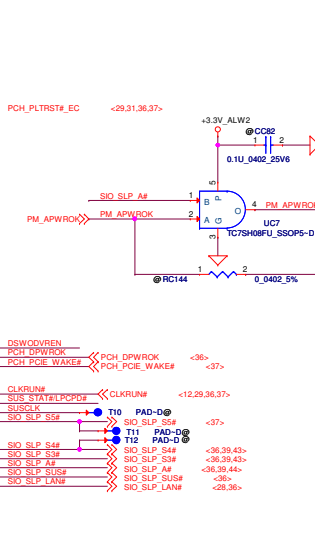 PCH_PLTRST#_EC <29,31,36,37>
+3.3V_ALW2
@CC82
1 2
0.1U_0402_25V6
5
SIO_SLP_A# 1 B P
O 4 PM_APWROK
PM_APWROK PM_APWROK 2 A G
UC7
3 TC7SH08FU_SSOP5~D
@RC144 1 2 0_0402_5%
DSWODVREN
PCH_DPWROK PCH_DPWROK <36>
PCH_PCIE_WAKE# PCH_PCIE_WAKE# <37>
CLKRUN# CLKRUN# <12,29,36,37>
SUS_STAT#/LPCPD#
SUSCLK T10 PAD~D@
SIO_SLP_S5# SIO_SLP_S5# <37>
T11 PAD~D@
T12 PAD~D@
SIO_SLP_S4# SIO_SLP_S4# <36,39,43>
SIO_SLP_S3# SIO_SLP_S3# <36,39,43>
SIO_SLP_A# SIO_SLP_A# <36,39,44>
SIO_SLP_SUS# SIO_SLP_SUS# <36>
SIO_SLP_LAN# SIO_SLP_LAN# <28,36>